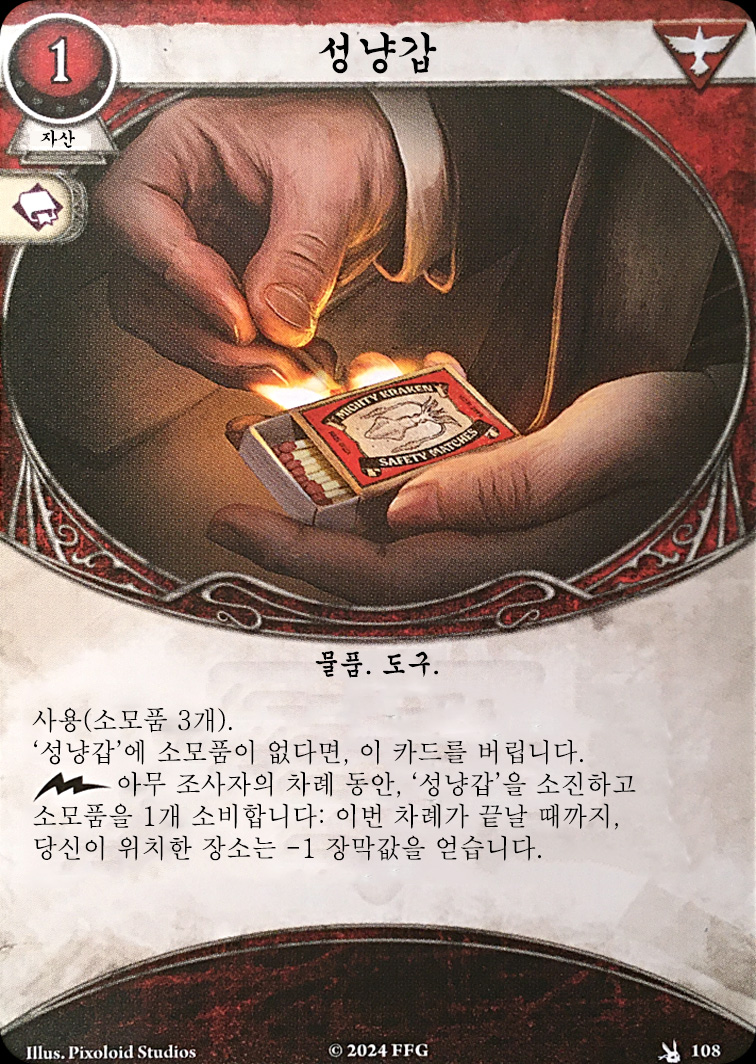 1
성냥갑
자산
MIGHTY KRAKEN
SAFETY MATCHES
물품. 도구.
사용(소모품 3개).
‘성냥갑’에 소모품이 없다면, 이 카드를 버립니다.
아무 조사자의 차례 동안, ‘성냥갑’을 소진하고
소모품을 1개 소비합니다: 이번 차례가 끝날 때까지,
당신이 위치한 장소는 -1 장막값을 얻습니다.
Illus. Pixoloid Studios
© 2024 FFG
108